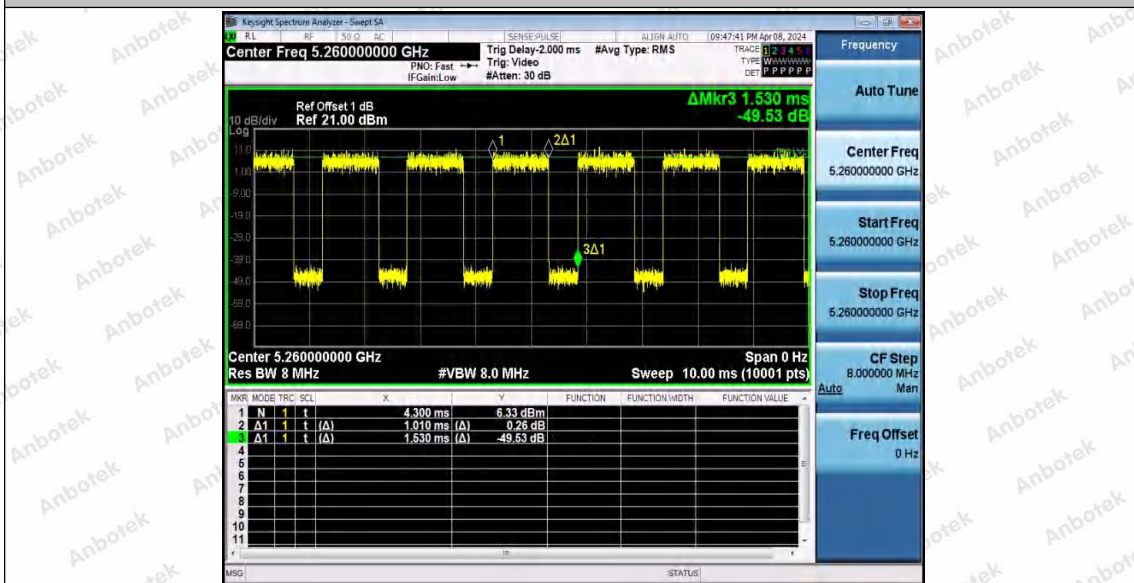 Keysight Spectrum Analyzer - Swept SA
RL RF 50 Ω AC SENSE:PULSE ALIGN AUTO 09:47:41 PM Apr 08, 2024
Center Freq 5.260000000 GHz
Trig Delay-2.000 ms #Avg Type: RMS
PNO: Fast Trig: Video
IFGain:Low #Atten: 30 dB
TRACE 1 2 3 4 5 6
TYPE WWWWWW
DET P P P P P P
Frequency
Auto Tune
Center Freq
5.260000000 GHz
Start Freq
5.260000000 GHz
Stop Freq
5.260000000 GHz
CF Step
8.000000 MHz
Auto Man
Freq Offset
0 Hz
ΔMkr3 1.530 ms
-49.53 dB
Ref Offset 1 dB
10 dB/div Ref 21.00 dBm
Log
11.0
1.00
-9.00
-19.0
-29.0
-39.0
-49.0
-59.0
-69.0
1
2Δ1
3Δ1
Center 5.260000000 GHz Span 0 Hz
Res BW 8 MHz #VBW 8.0 MHz Sweep 10.00 ms (10001 pts)
MKR MODE TRC SCL X Y FUNCTION FUNCTION WIDTH FUNCTION VALUE
1 N 1 t 4.300 ms 6.33 dBm
2 Δ1 1 t (Δ) 1.010 ms (Δ) 0.26 dB
3 Δ1 1 t (Δ) 1.530 ms (Δ) -49.53 dB
4
5
6
7
8
9
10
11
MSG STATUS
Anbotek